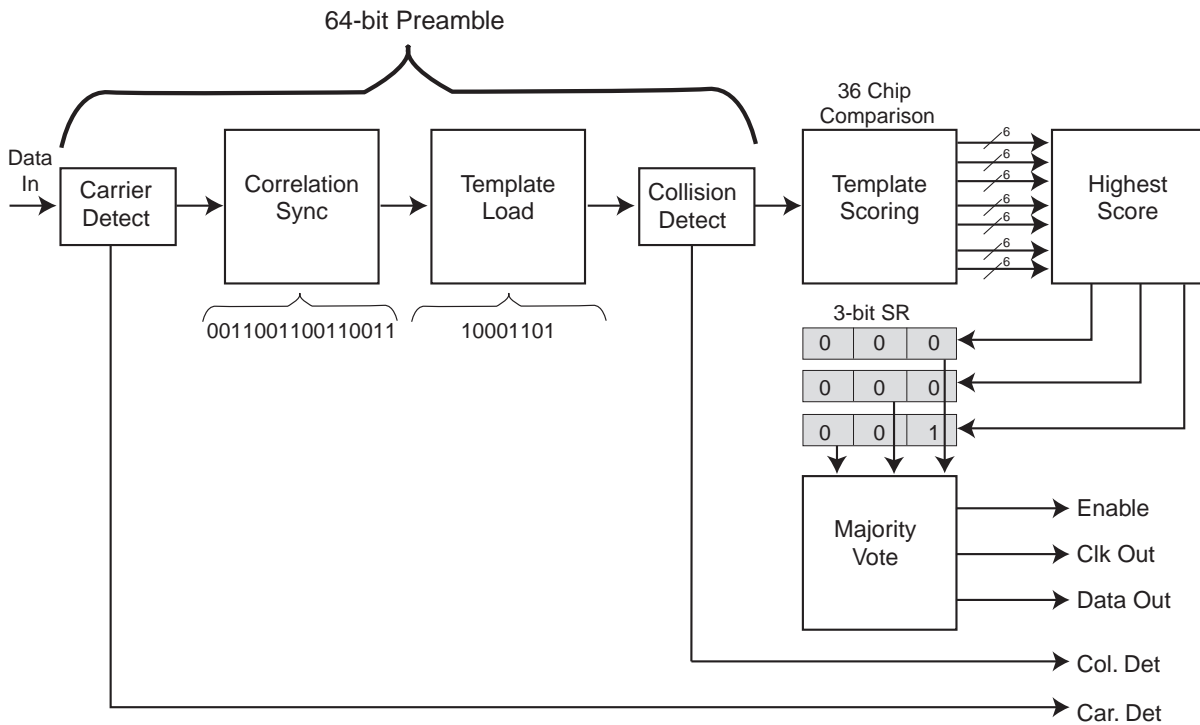 64-bit Preamble
36 Chip
Comparison
Data
In
Carrier
Detect
Correlation
Sync
Template
Load
Collision
Detect
Template
Scoring
6
6
6
6
6
6
6
Highest
Score
0011001100110011
10001101
3-bit SR
0 0 0
0 0 0
0 0 1
Majority
Vote
Enable
Clk Out
Data Out
Col. Det
Car. Det